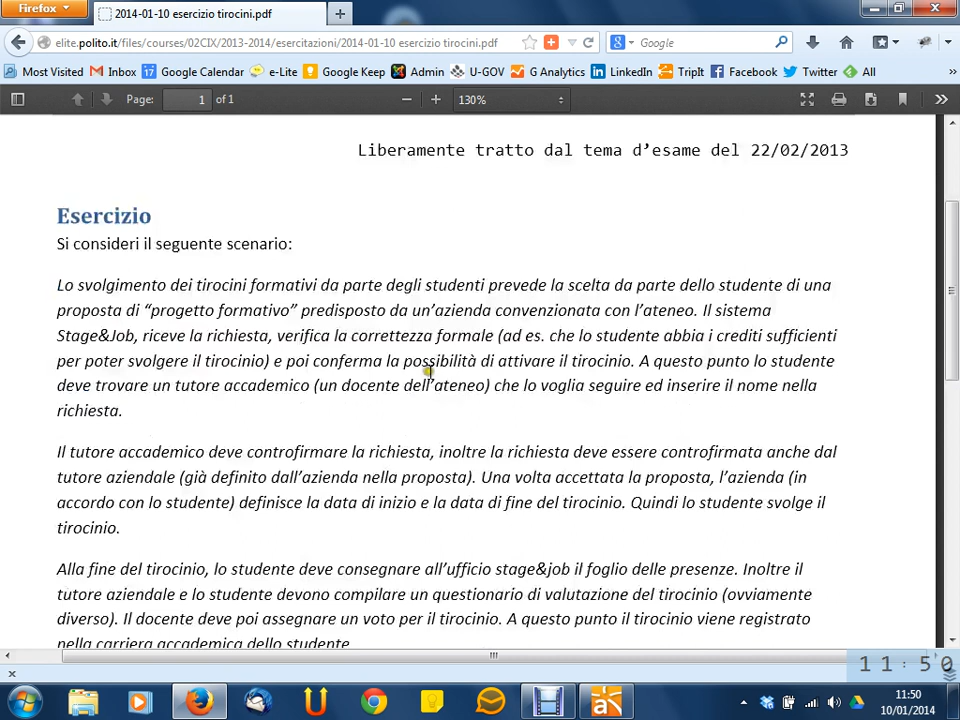 Firefox
2014-01-10 esercizio tirocini.pdf
elite.polito.it/files/courses/02CIX/2013-2014/esercitazioni/2014-01-10 esercizio tirocini.pdf
Google
Most Visited Inbox Google Calendar e-Lite Google Keep Admin U-GOV G Analytics LinkedIn TripIt Facebook Twitter All
Page: 1 of 1 130%
Liberamente tratto dal tema d’esame del 22/02/2013
Esercizio
Si consideri il seguente scenario:
Lo svolgimento dei tirocini formativi da parte degli studenti prevede la scelta da parte dello studente di una
proposta di “progetto formativo” predisposto da un’azienda convenzionata con l’ateneo. Il sistema
Stage&Job, riceve la richiesta, verifica la correttezza formale (ad es. che lo studente abbia i crediti sufficienti
per poter svolgere il tirocinio) e poi conferma la possibilità di attivare il tirocinio. A questo punto lo studente
deve trovare un tutore accademico (un docente dell’ateneo) che lo voglia seguire ed inserire il nome nella
richiesta.
Il tutore accademico deve controfirmare la richiesta, inoltre la richiesta deve essere controfirmata anche dal
tutore aziendale (già definito dall’azienda nella proposta). Una volta accettata la proposta, l’azienda (in
accordo con lo studente) definisce la data di inizio e la data di fine del tirocinio. Quindi lo studente svolge il
tirocinio.
Alla fine del tirocinio, lo studente deve consegnare all’ufficio stage&job il foglio delle presenze. Inoltre il
tutore aziendale e lo studente devono compilare un questionario di valutazione del tirocinio (ovviamente
diverso). Il docente deve poi assegnare un voto per il tirocinio. A questo punto il tirocinio viene registrato
nella carriera accademica dello studente
11:50
11:50
10/01/2014